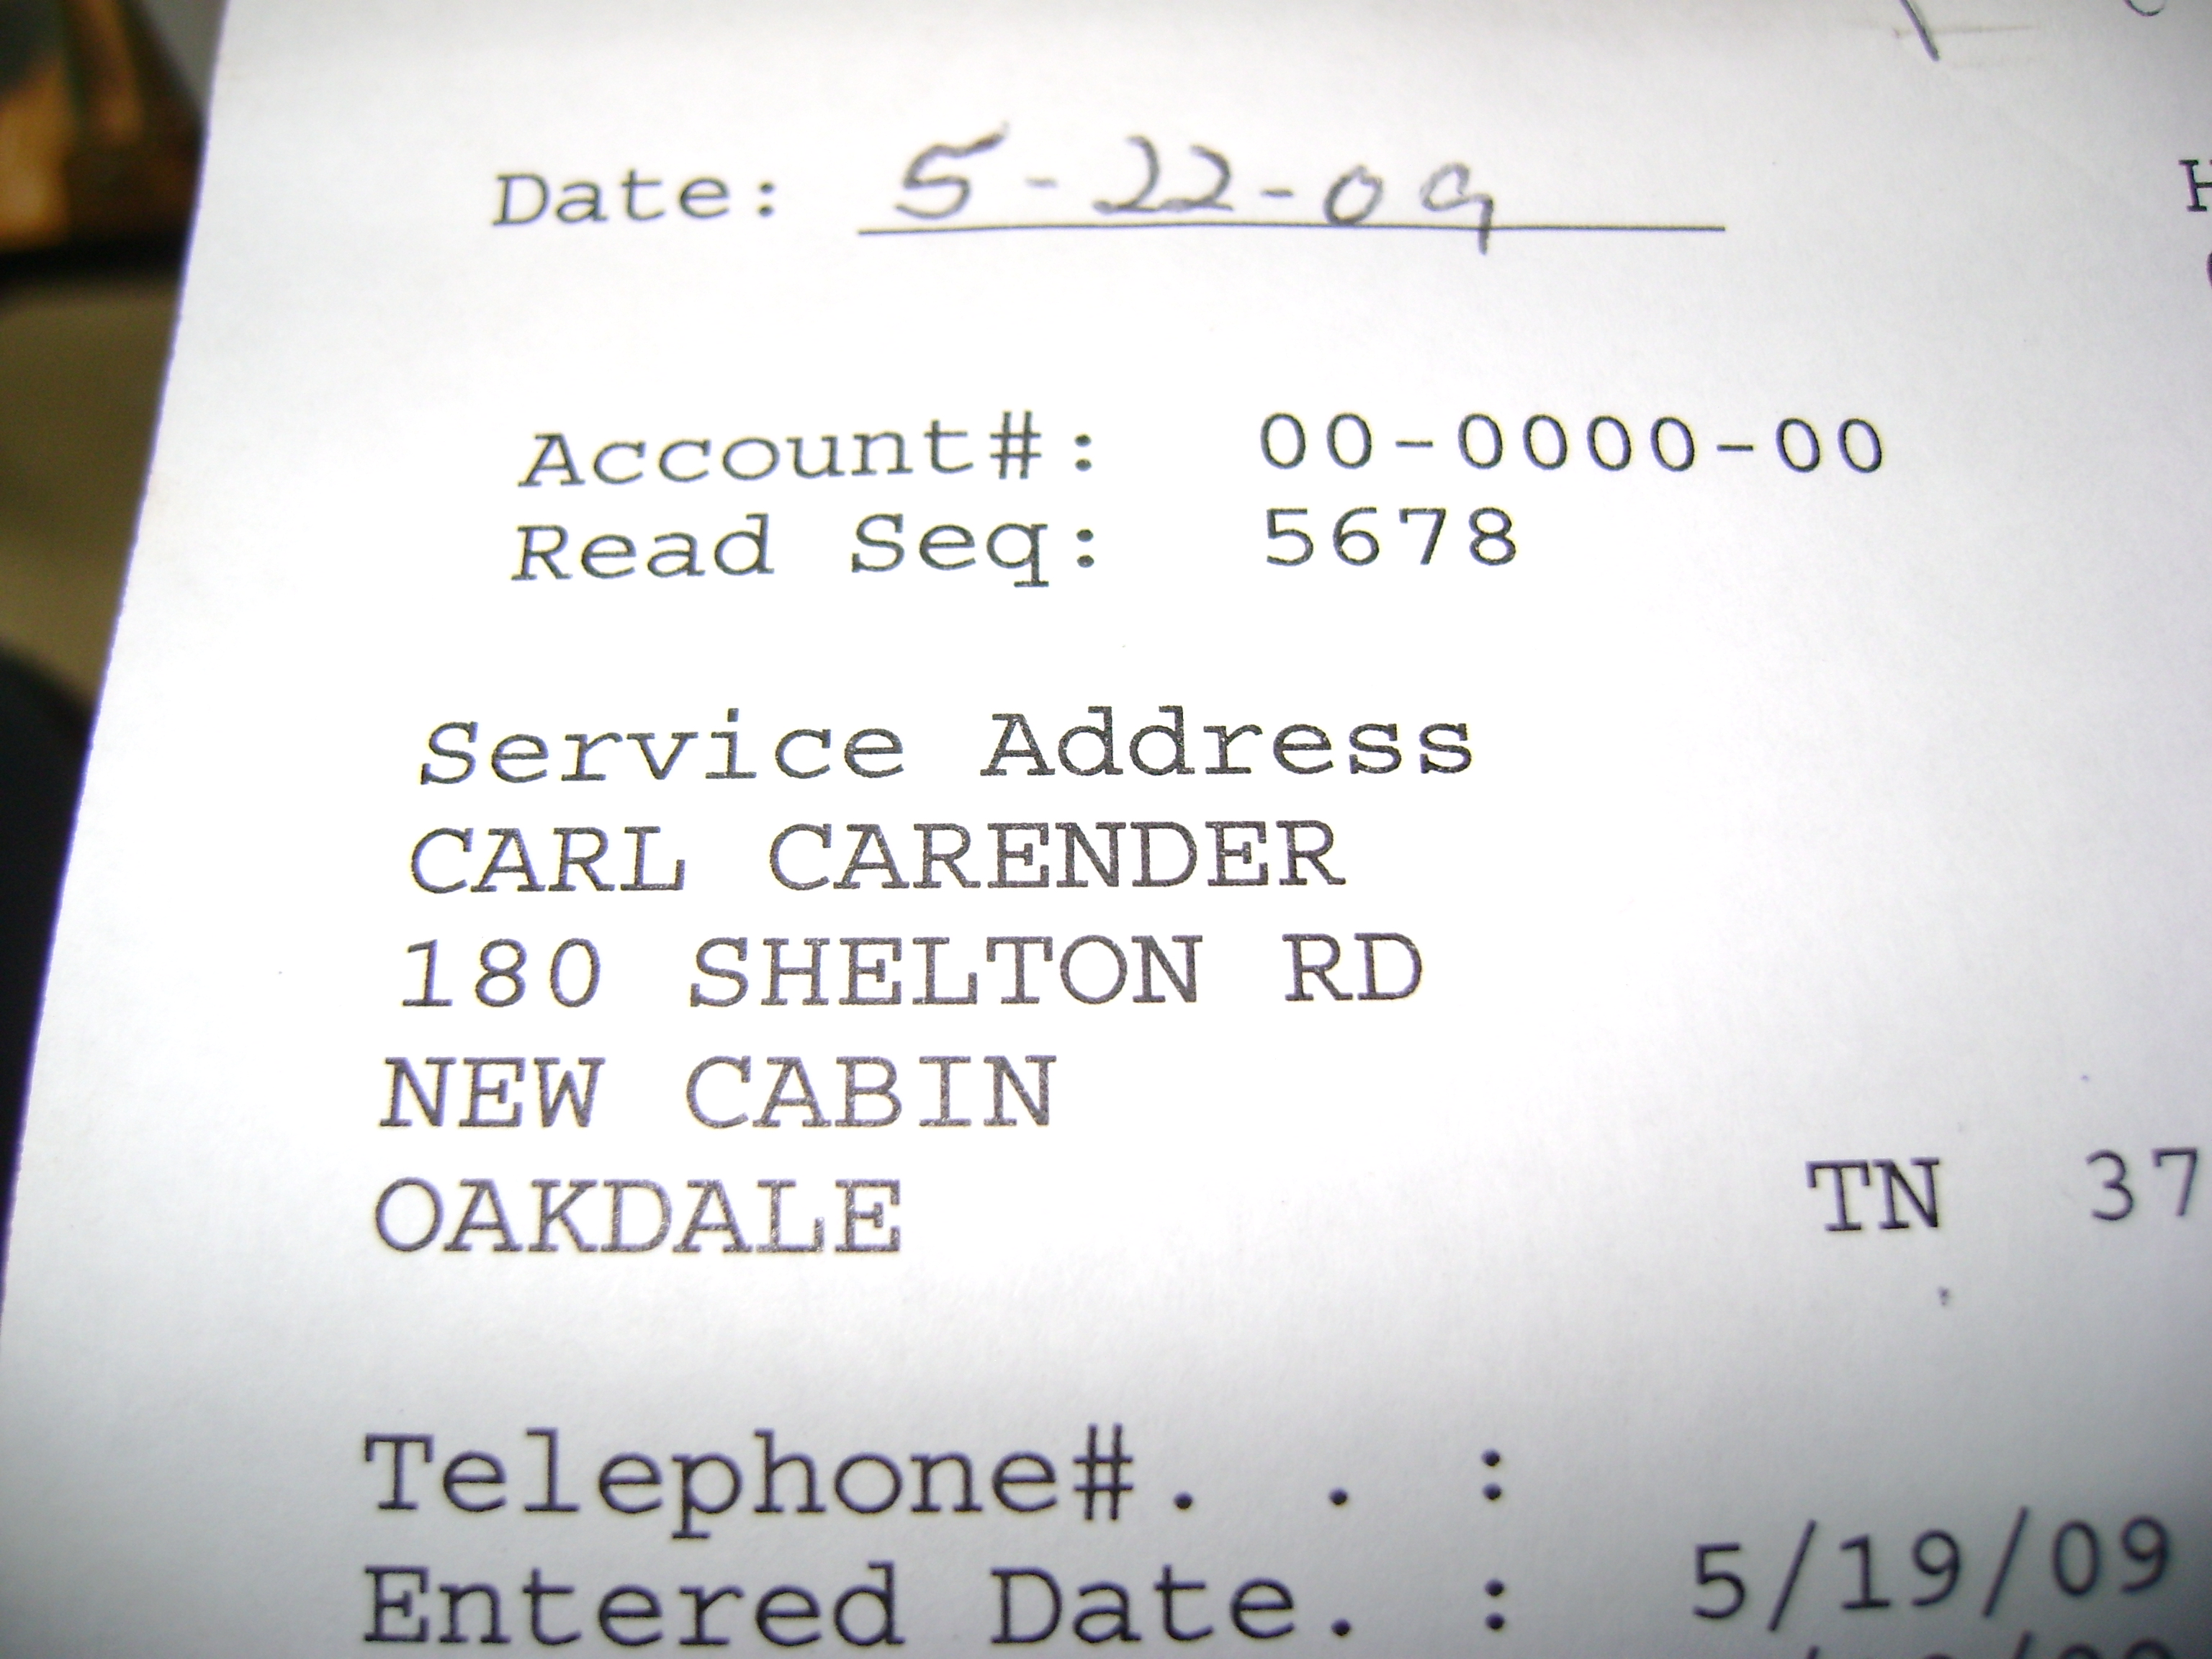 Date: 5-22-09
Account#: 00-0000-00
Read Seq: 5678
Service Address
CARL CARENDER
180 SHELTON RD
NEW CABIN
OAKDALE TN 37
Telephone#. . :
Entered Date. : 5/19/09